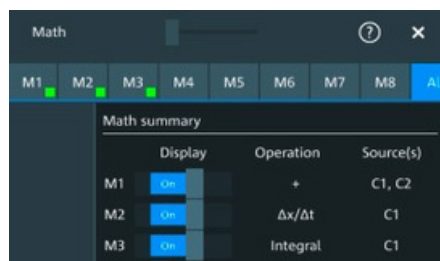 Math ?
M1 M2 M3 M4 M5 M6 M7 M8 Al
Math summary
Display Operation Source(s)
M1 On + C1, C2
M2 On Δx/Δt C1
M3 On Integral C1